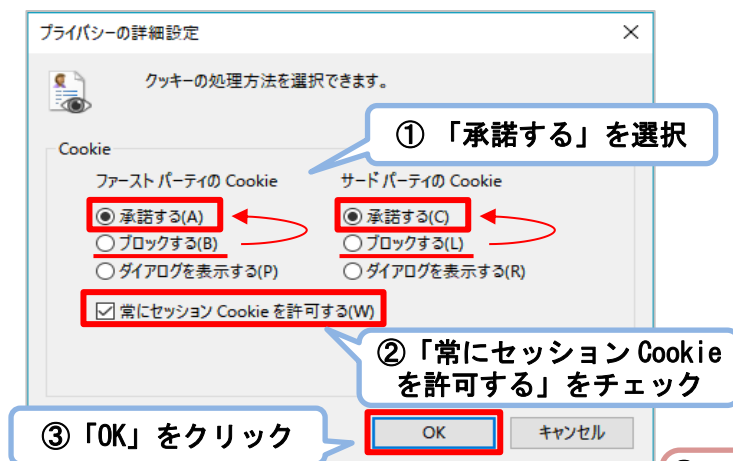 プライバシーの詳細設定
クッキーの処理方法を選択できます。
① 「承諾する」を選択
Cookie
ファースト パーティの Cookie
サード パーティの Cookie
承諾する(A)
承諾する(C)
ブロックする(B)
ブロックする(L)
ダイアログを表示する(P)
ダイアログを表示する(R)
常にセッション Cookie を許可する(W)
②「常にセッション Cookie
を許可する」をチェック
③「OK」をクリック
OK
キャンセル